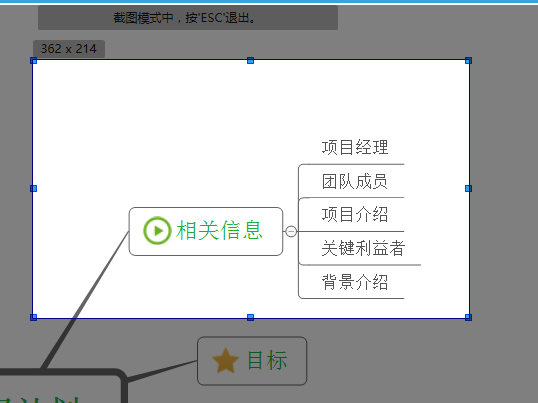 截图模式中，按'ESC'退出。
362 x 214
项目经理
团队成员
项目介绍
相关信息
关键利益者
背景介绍
目标